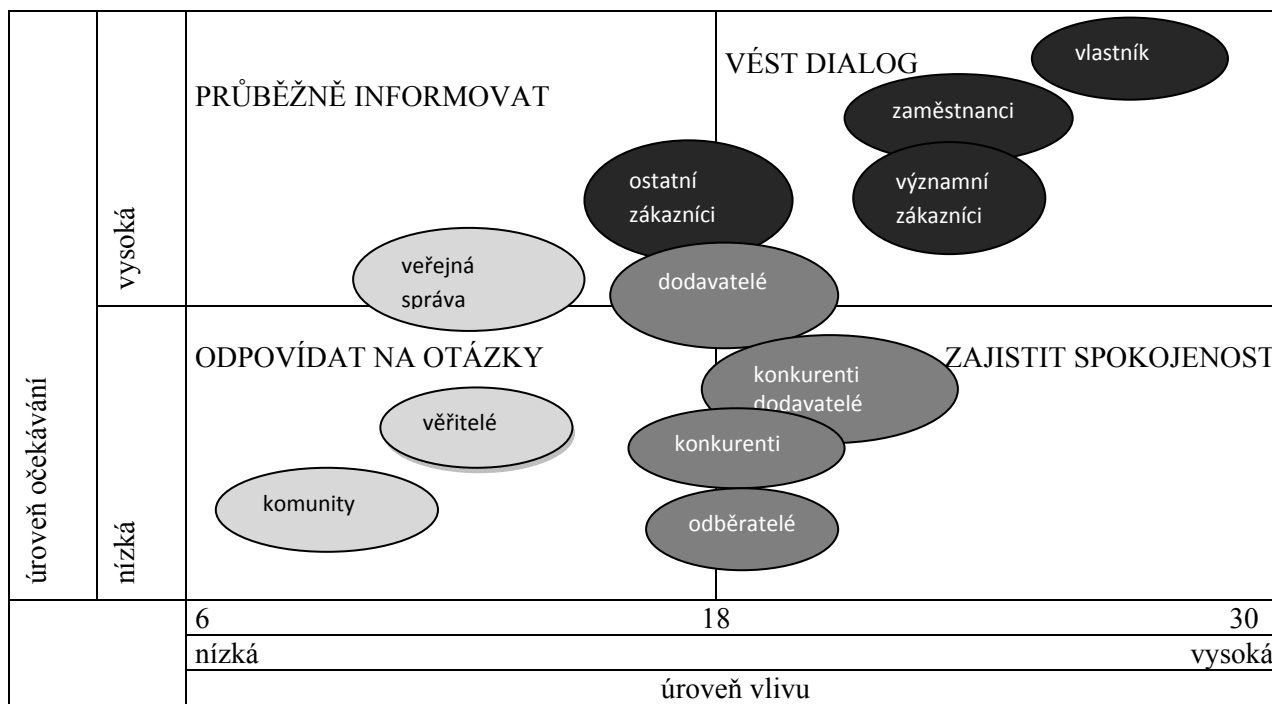 VÉST DIALOG
vlastník
PRŮBĚŽNĚ INFORMOVAT
zaměstnanci
ostatní
zákazníci
významní
zákazníci
veřejná
správa
dodavatelé
vysoká
ODPOVÍDAT NA OTÁZKY
ZAJISTIT SPOKOJENOST
konkurenti
dodavatelé
věřitelé
konkurenti
komunity
odběratelé
nízká
úroveň očekávání
6
18
30
nízká
vysoká
úroveň vlivu